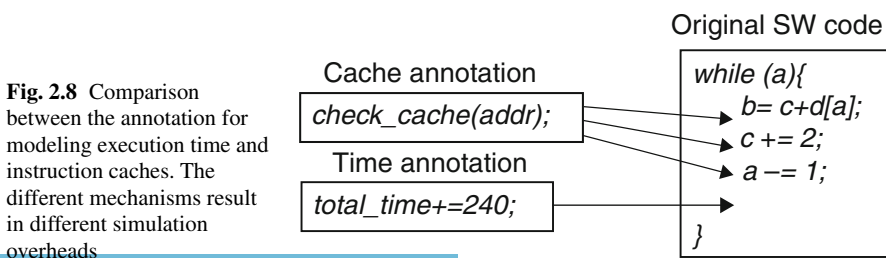 Fig. 2.8 Comparison
between the annotation for
modeling execution time and
instruction caches. The
different mechanisms result
in different simulation
overheads
Cache annotation
check_cache(addr);
Time annotation
total_time+=240;
Original SW code
while (a){
b= c+d[a];
c += 2;
a –= 1;
}